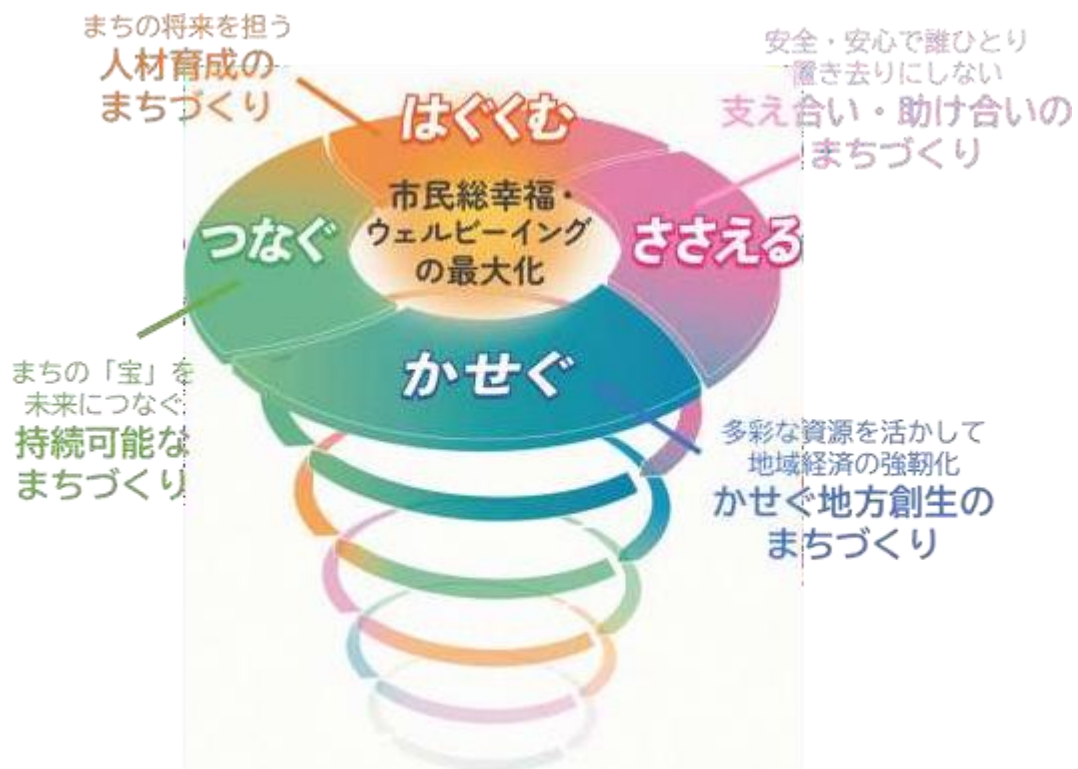 まちの将来を担う
人材育成の
まちづくり
安全・安心で誰ひとり
置き去りにしない
支え合い・助け合いの
まちづくり
はぐくむ
市民総幸福・
ウェルビーイング
の最大化
つなぐ
ささえる
かせぐ
まちの「宝」を
未来につなぐ
持続可能な
まちづくり
多彩な資源を活かして
地域経済の強靭化
かせぐ地方創生の
まちづくり